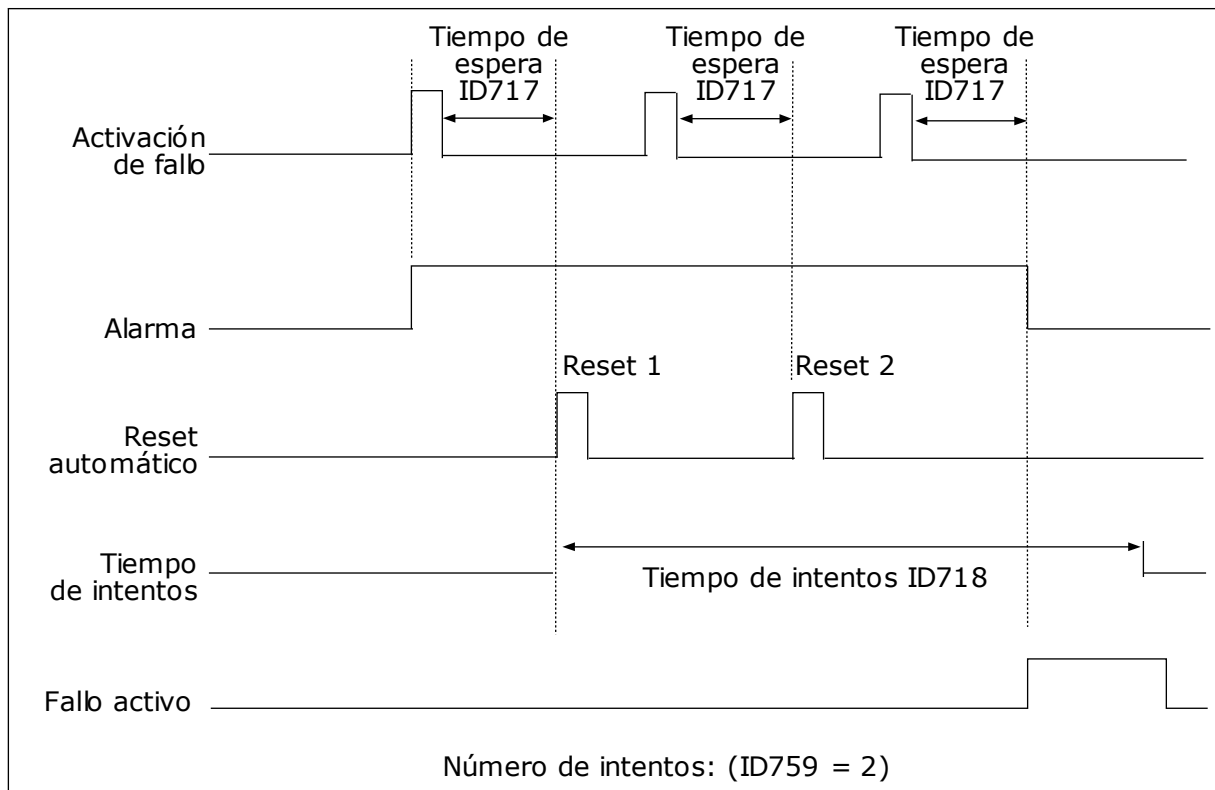 Tiempo de
espera
ID717
Tiempo de
espera
ID717
Tiempo de
espera
ID717
Activación
de fallo
Alarma
Reset 1
Reset 2
Reset
automático
Tiempo
de intentos
Tiempo de intentos ID718
Fallo activo
Número de intentos: (ID759 = 2)